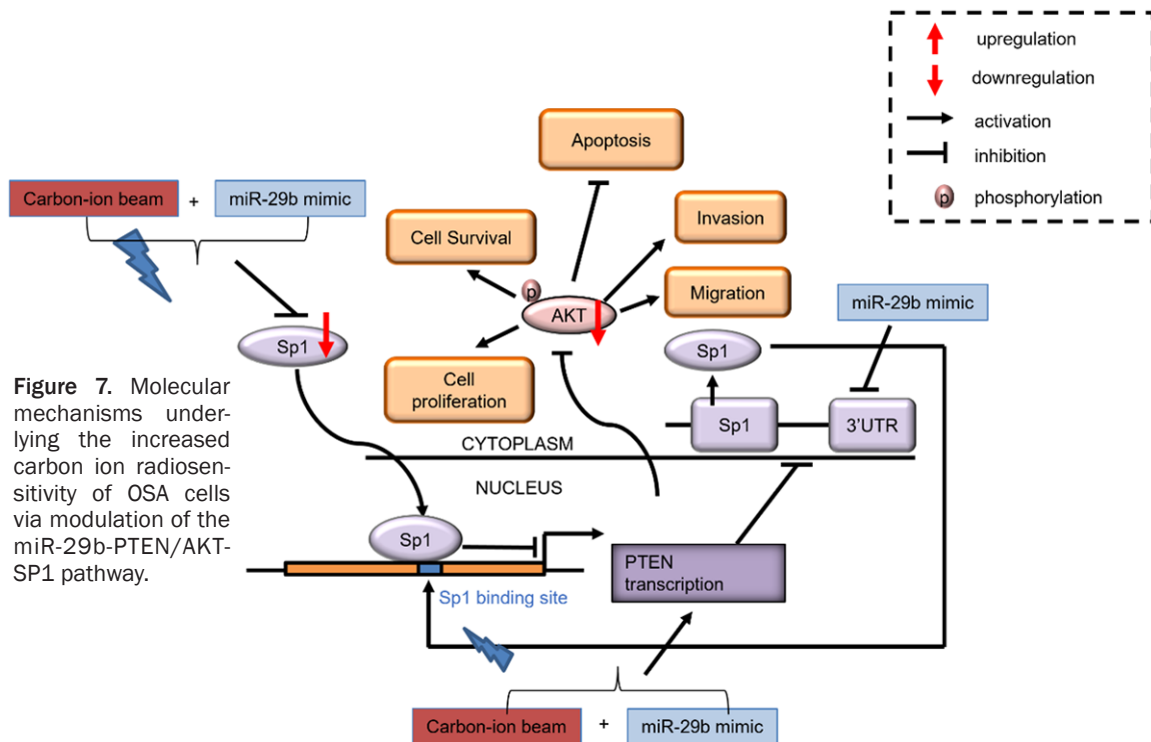 upregulation
downregulation
activation
inhibition
p phosphorylation
Apoptosis
Carbon-ion beam + miR-29b mimic
Cell Survival
Invasion
p
AKT
Migration
miR-29b mimic
Sp1
Sp1
Cell
proliferation
Sp1
3'UTR
Figure 7. Molecular
mechanisms under-
lying the increased
carbon ion radiosen-
sitivity of OSA cells
via modulation of the
miR-29b-PTEN/AKT-
SP1 pathway.
CYTOPLASM
NUCLEUS
Sp1
PTEN
transcription
Sp1 binding site
Carbon-ion beam + miR-29b mimic